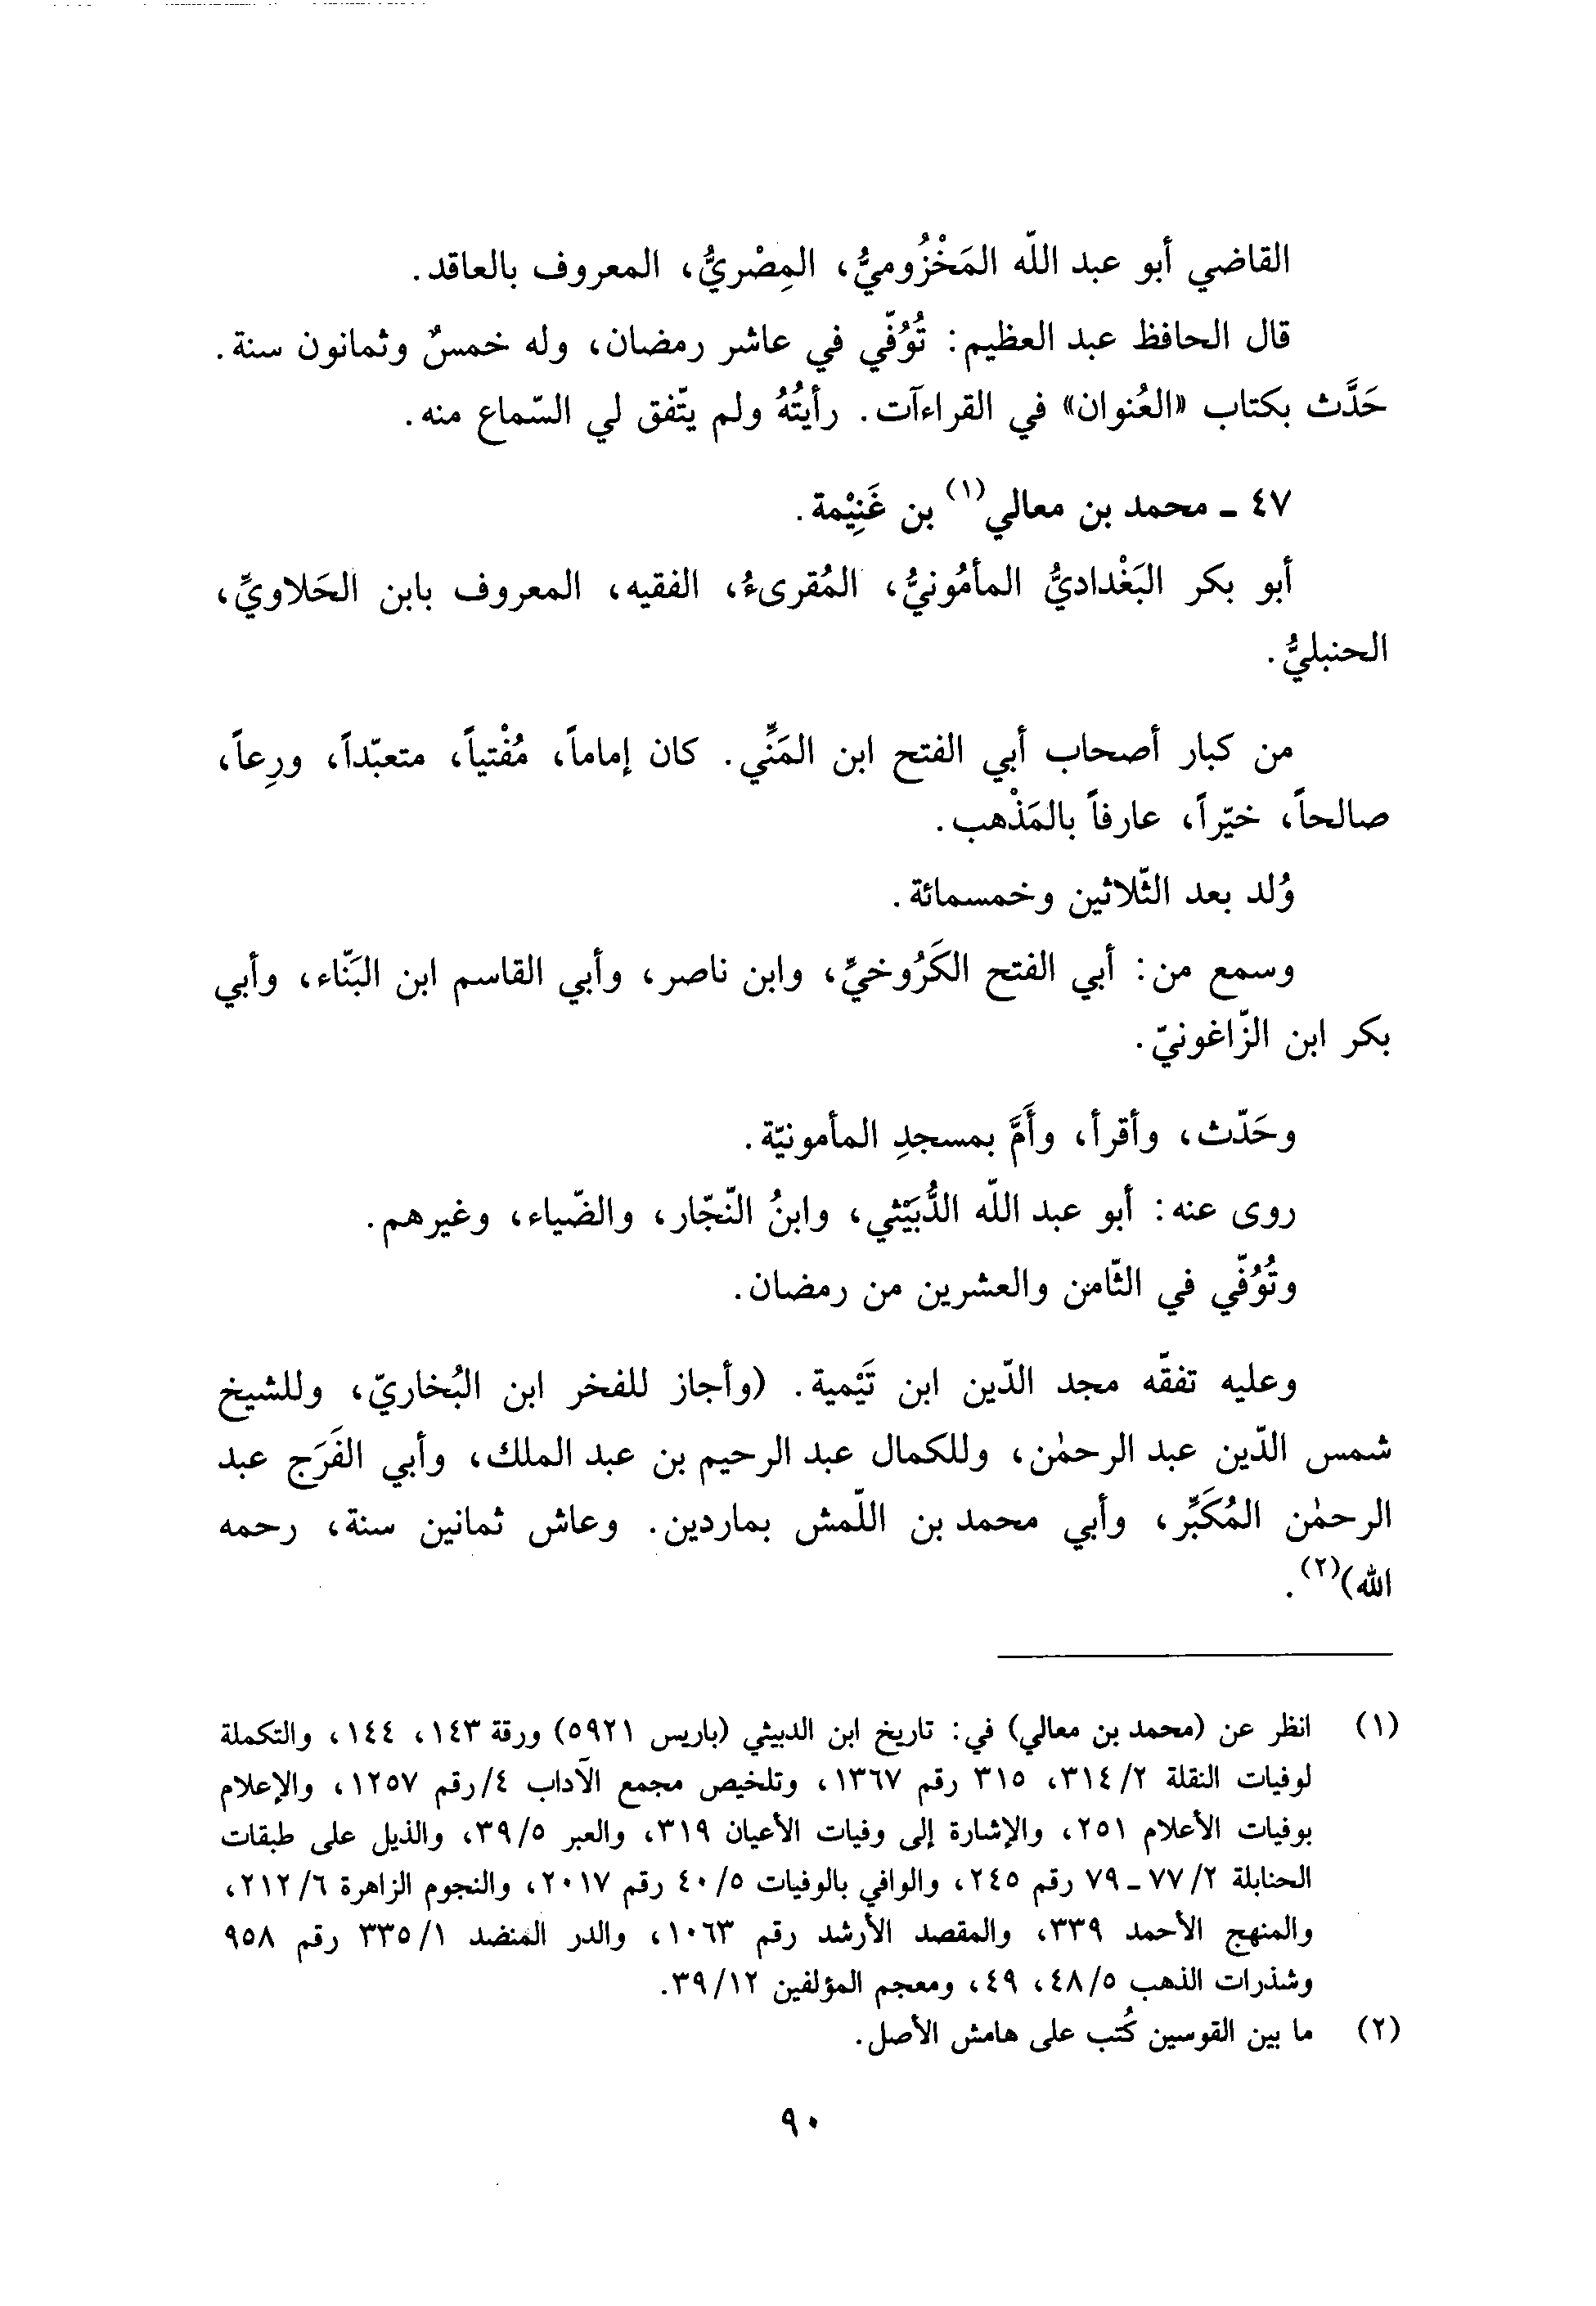 القاضي أبو عبد اللّه المَخْزُوميُّ، المِصْريُّ، المعروف بالعاقد.
قال الحافظ عبد العظيم: تُوُفّي في عاشر رمضان، وله خمسٌ وثمانون سنة.
حَدَّث بكتاب «العُنوان» في القراءآت. رأيتُهُ ولم يتّفق لي السّماع منه.
٤٧ ـ محمد بن معالي(١) بن غَنِيْمة.
أبو بكر البَغْداديُّ المأمُونيُّ، المُقرىءُ، الفقيه، المعروف بابن الحَلاويِّ،
الحنبليُّ.
من كبار أصحاب أبي الفتح ابن المَنِّي. كان إماماً، مُفْتياً، متعبّداً، ورِعاً،
صالحاً، خيّراً، عارفاً بالمَذْهب.
وُلد بعد الثّلاثين وخمسمائة.
وسمع من: أبي الفتح الكَرُوخيِّ، وابن ناصر، وأبي القاسم ابن البَنّاء، وأبي
بكر ابن الزّاغونيّ.
وحَدّث، وأقرأ، وأَمَّ بمسجدِ المأمونيّة.
روى عنه: أبو عبد اللّه الدُّبَيْثي، وابنُ النّجّار، والضّياء، وغيرهم.
وتُوُفّي في الثّامن والعشرين من رمضان.
وعليه تفقّه مجد الدّين ابن تَيْمية. (وأجاز للفخر ابن البُخاريّ، وللشيخ
شمس الدّين عبد الرحمٰن، وللكمال عبد الرحيم بن عبد الملك، وأبي الفَرَج عبد
الرحمٰن المُكَبِّر، وأبي محمد بن اللّمش بماردين. وعاش ثمانين سنة، رحمه
الله)(٢).
(١) انظر عن (محمد بن معالي) في: تاريخ ابن الدبيثي (باريس ٥٩٢١) ورقة ١٤٣، ١٤٤، والتكملة
لوفيات النقلة ٢/ ٣١٤، ٣١٥ رقم ١٣٦٧، وتلخيص مجمع الآداب ٤/رقم ١٢٥٧، والإعلام
بوفيات الأعلام ٢٥١، والإشارة إلى وفيات الأعيان ٣١٩، والعبر ٥/ ٣٩، والذيل على طبقات
الحنابلة ٢/ ٧٧ ـ ٧٩ رقم ٢٤٥، والوافي بالوفيات ٥/ ٤٠ رقم ٢٠١٧، والنجوم الزاهرة ٦/ ٢١٢،
والمنهج الأحمد ٣٣٩، والمقصد الأرشد رقم ١٠٦٣، والدر المنضد ١/ ٣٣٥ رقم ٩٥٨
وشذرات الذهب ٥/ ٤٨، ٤٩، ومعجم المؤلفين ١٢/ ٣٩.
(٢) ما بين القوسين كُتب على هامش الأصل.
٩٠